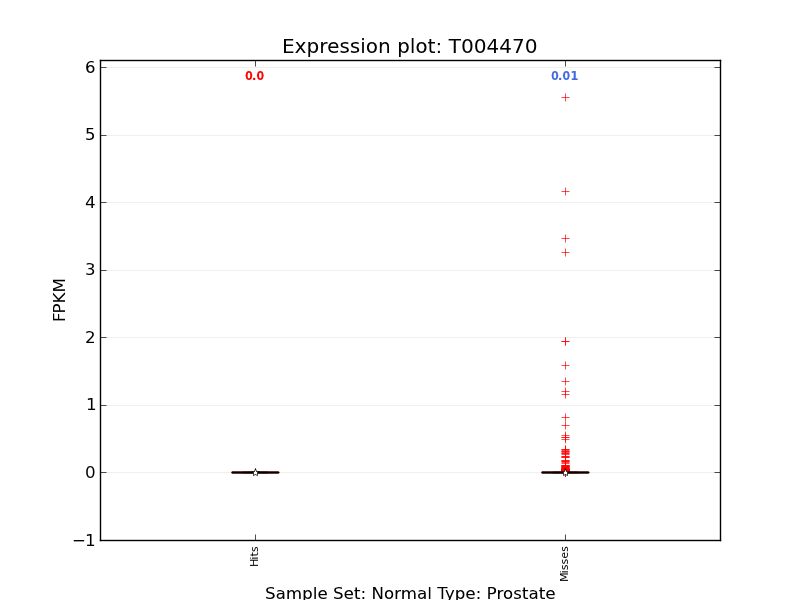 Expression plot: T004470
0.0
0.01
6
5
4
3
2
1
0
−1
FPKM
Hits
Misses
Sample Set: Normal Type: Prostate